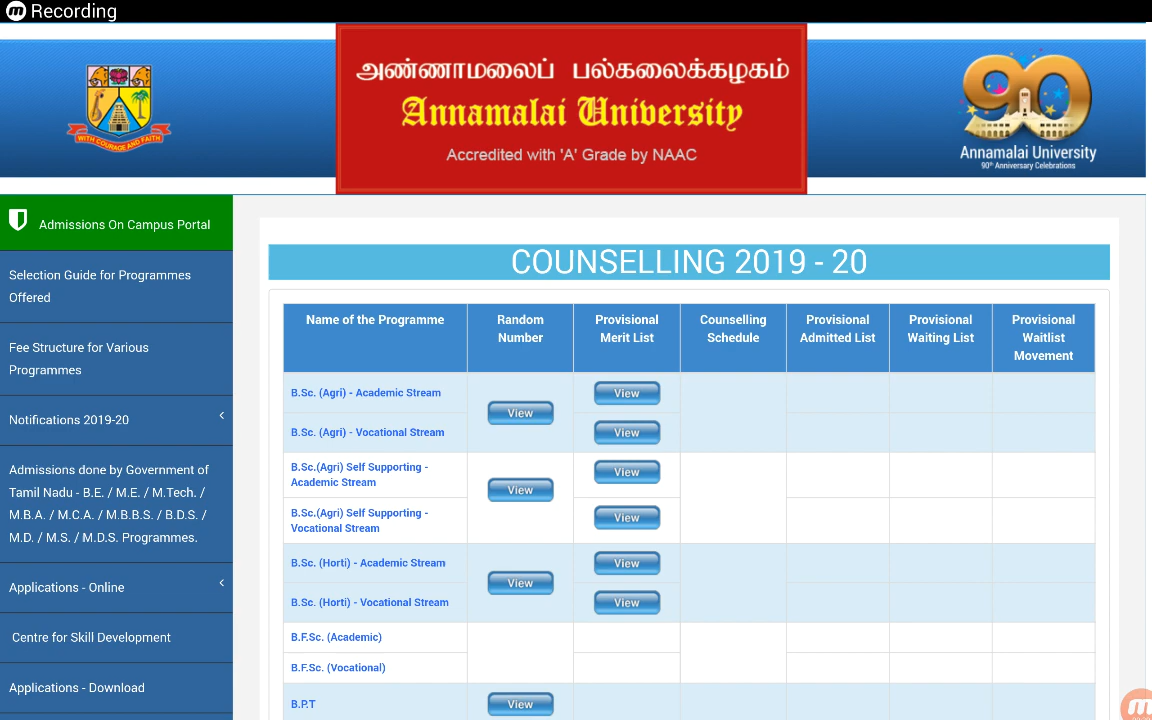 Recording
அண்ணாமலைப் பல்கலைக்கழகம்
Annamalai University
Accredited with 'A' Grade by NAAC
WITH COURAGE AND FAITH
90
Annamalai University
90th Anniversary Celebrations
Admissions On Campus Portal
Selection Guide for Programmes
Offered
Fee Structure for Various
Programmes
Notifications 2019-20
Admissions done by Government of
Tamil Nadu - B.E. / M.E. / M.Tech. /
M.B.A. / M.C.A. / M.B.B.S. / B.D.S. /
M.D. / M.S. / M.D.S. Programmes.
Applications - Online
Centre for Skill Development
Applications - Download
COUNSELLING 2019 - 20
Name of the Programme
Random
Number
Provisional
Merit List
Counselling
Schedule
Provisional
Admitted List
Provisional
Waiting List
Provisional
Waitlist
Movement
B.Sc. (Agri) - Academic Stream
View
View
B.Sc. (Agri) - Vocational Stream
View
B.Sc.(Agri) Self Supporting -
Academic Stream
View
View
B.Sc.(Agri) Self Supporting -
Vocational Stream
View
B.Sc. (Horti) - Academic Stream
View
View
B.Sc. (Horti) - Vocational Stream
View
B.F.Sc. (Academic)
B.F.Sc. (Vocational)
B.P.T
View